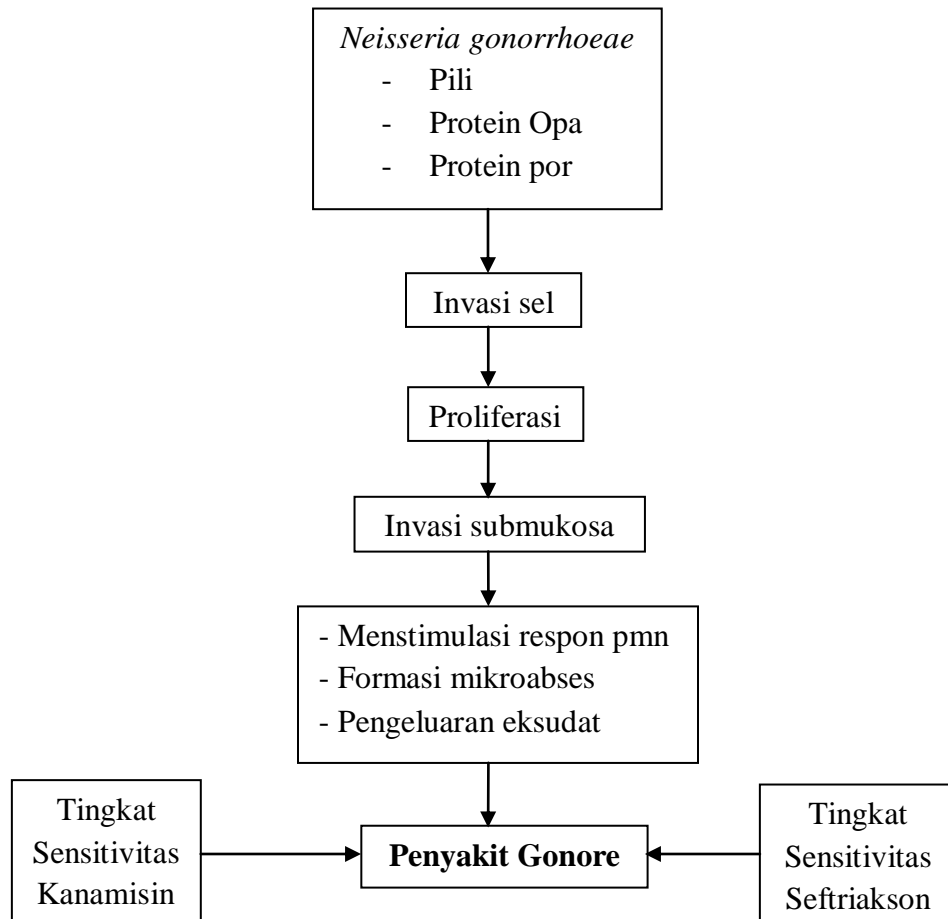 Neisseria gonorrhoeae
- Pili
- Protein Opa
- Protein por
Invasi sel
Proliferasi
Invasi submukosa
- Menstimulasi respon pmn
- Formasi mikroabses
- Pengeluaran eksudat
Tingkat
Sensitivitas
Kanamisin
Penyakit Gonore
Tingkat
Sensitivitas
Seftriakson